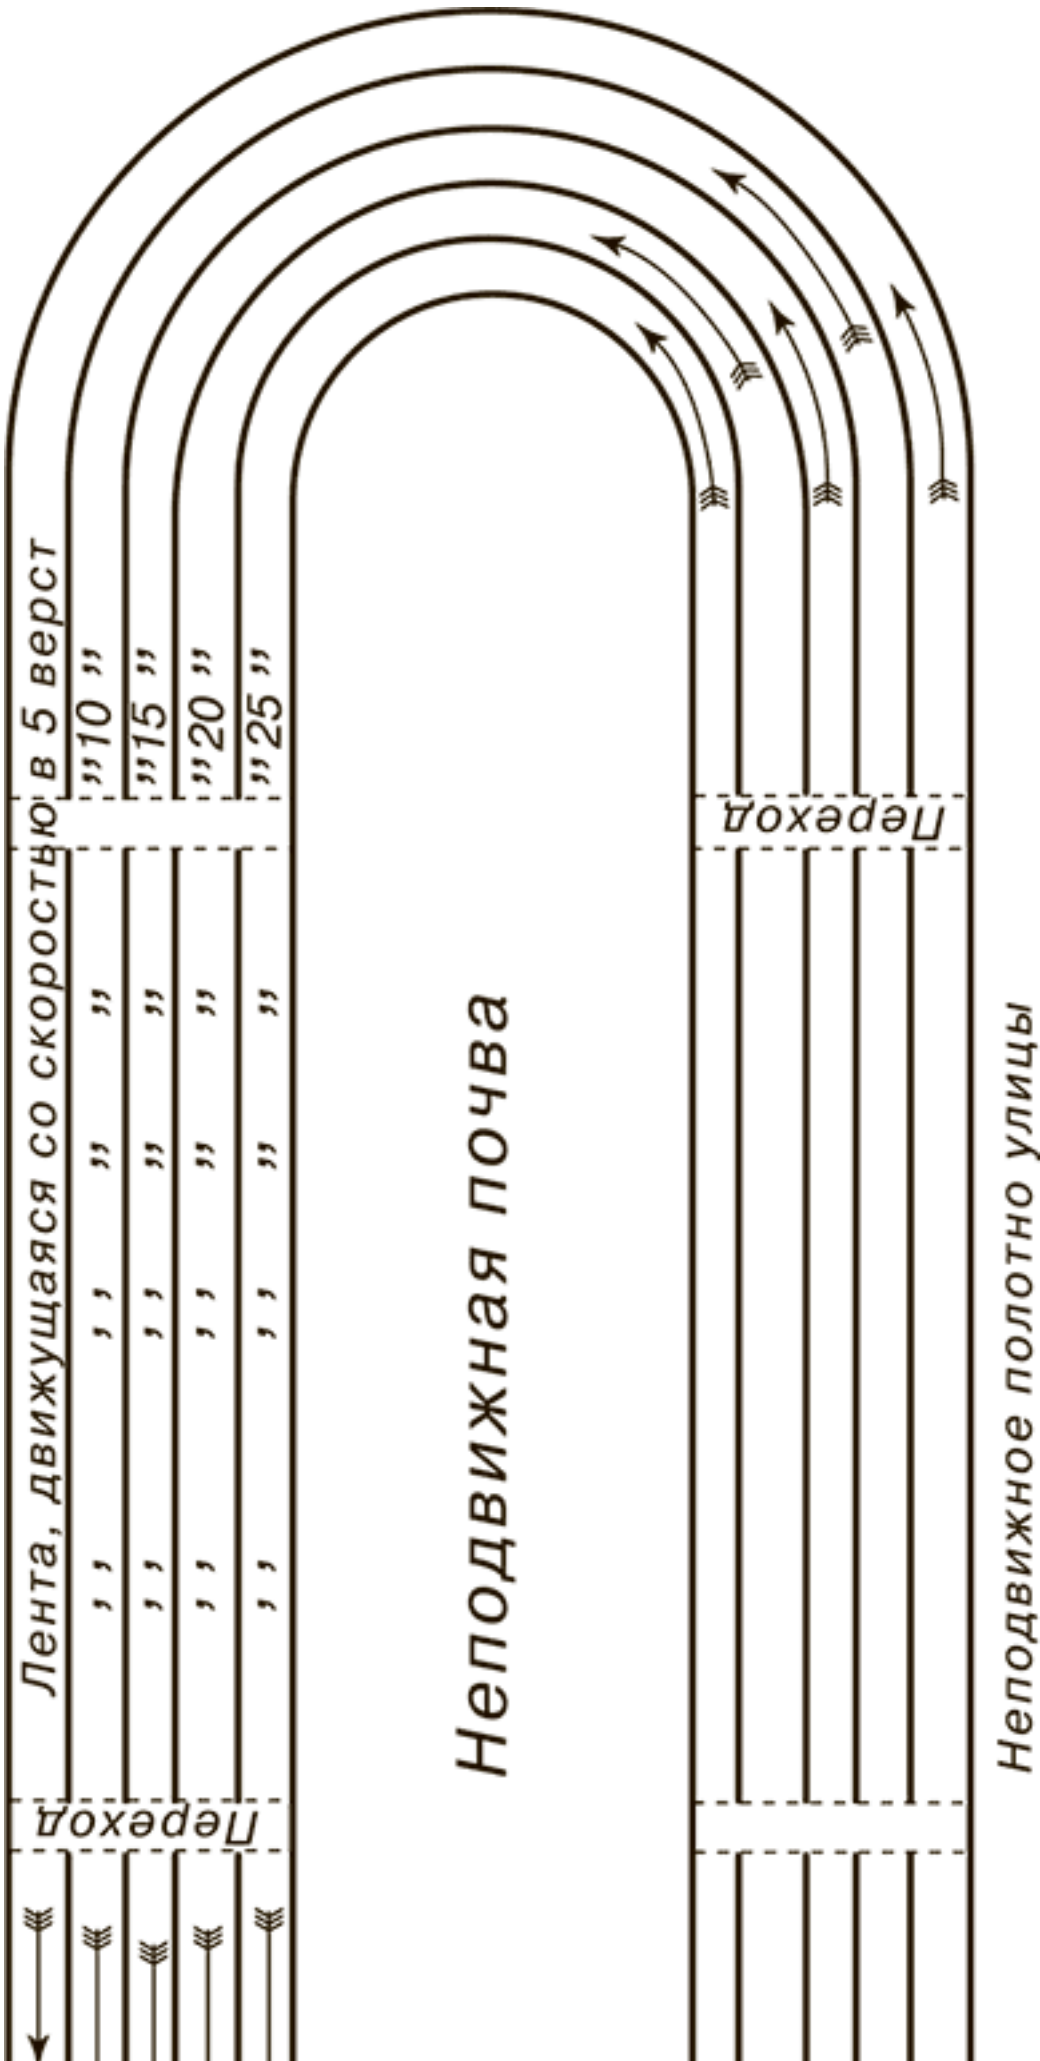 Лента, движущаяся со скоростью в 5 верст
„ „ „ „ „10 „
„ „ „ „ „15 „
„ „ „ „ „20 „
„ „ „ „ „25 „
Переход
Переход
Неподвижная почва
Неподвижное полотно улицы